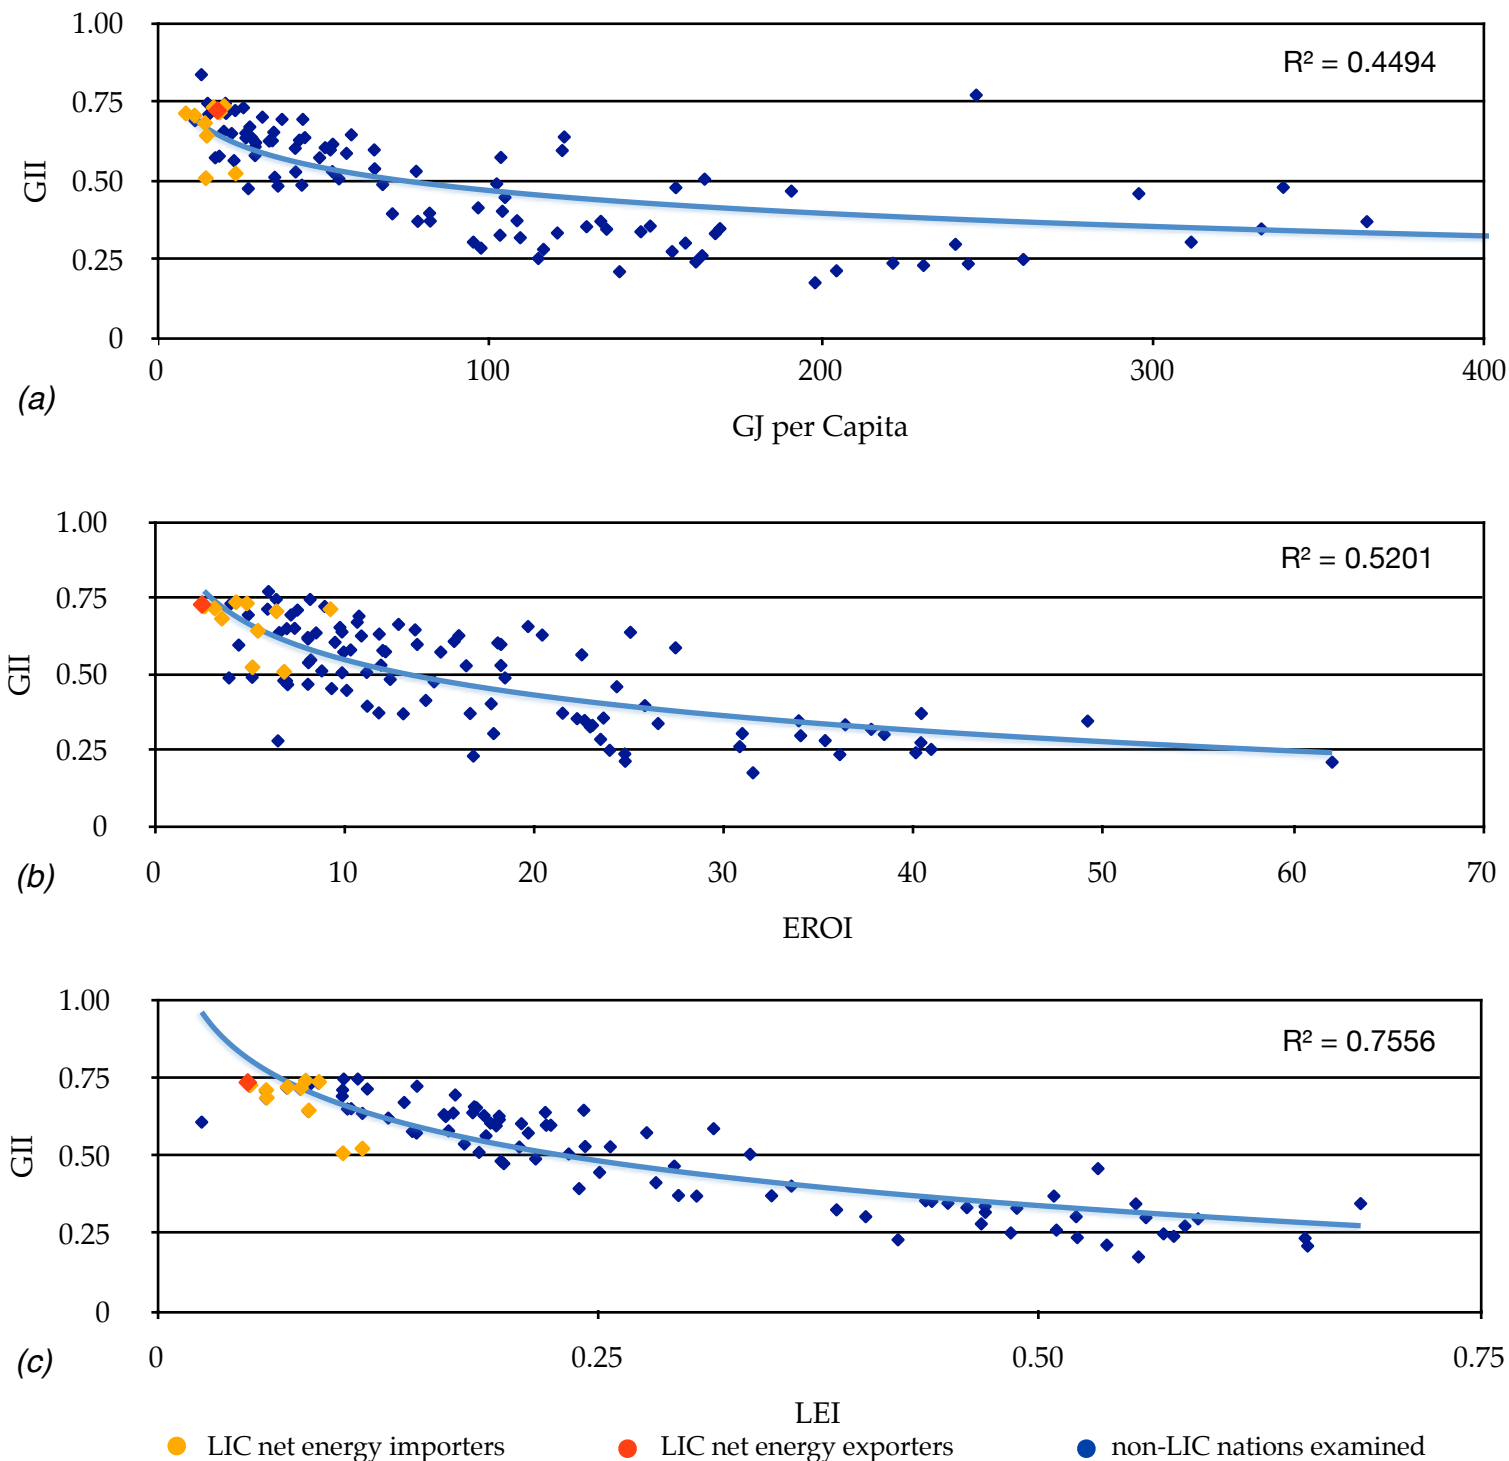 1.00
R² = 0.4494
0.75
GII
0.50
0.25
0
0 100 200 300 400
(a)
GJ per Capita
1.00
R² = 0.5201
0.75
GII
0.50
0.25
0
0 10 20 30 40 50 60 70
(b)
EROI
1.00
R² = 0.7556
0.75
GII
0.50
0.25
0
0 0.25 0.50 0.75
(c)
LEI
LIC net energy importers LIC net energy exporters non-LIC nations examined